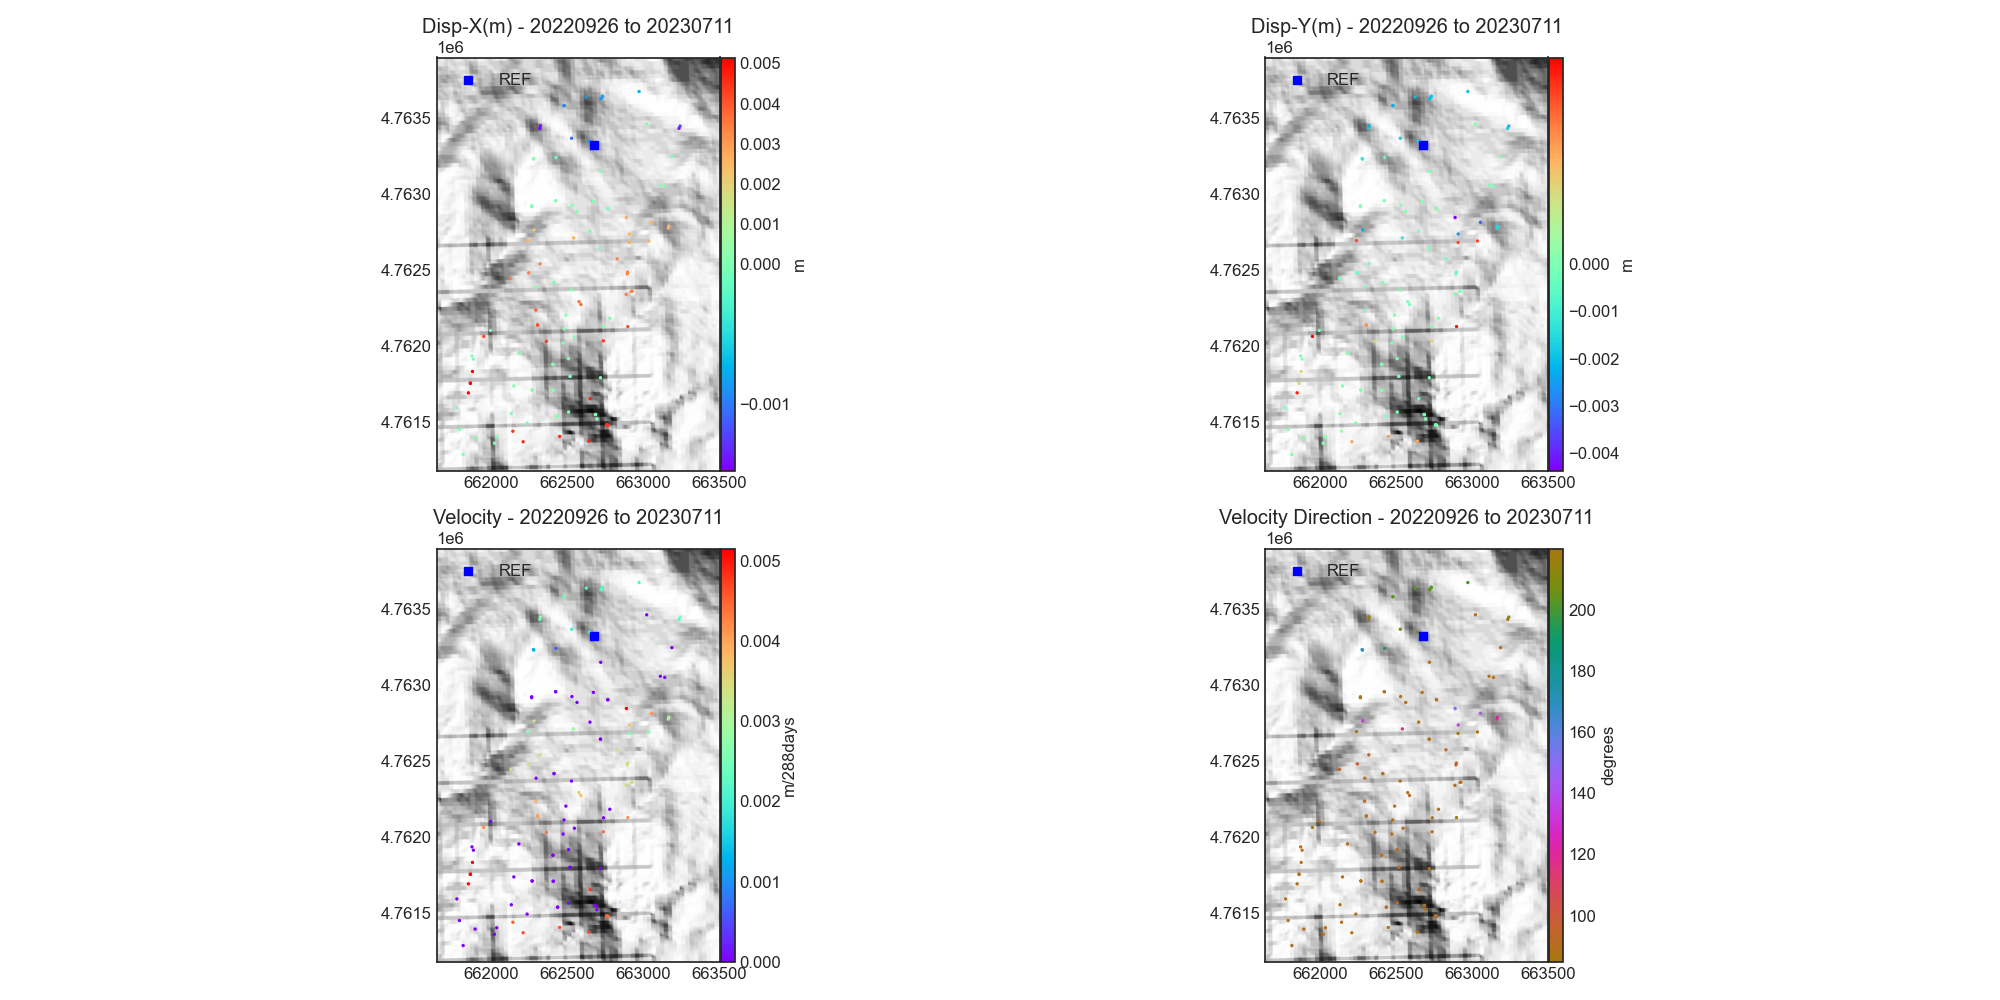 Disp-X(m) - 20220926 to 20230711
1e6
REF
4.7635
4.7630
4.7625
4.7620
4.7615
662000 662500 663000 663500
0.005
0.004
0.003
0.002
0.001
0.000
−0.001
m
Disp-Y(m) - 20220926 to 20230711
1e6
REF
4.7635
4.7630
4.7625
4.7620
4.7615
662000 662500 663000 663500
0.000
−0.001
−0.002
−0.003
−0.004
m
Velocity - 20220926 to 20230711
1e6
REF
4.7635
4.7630
4.7625
4.7620
4.7615
662000 662500 663000 663500
0.005
0.004
0.003
0.002
0.001
0.000
m/288days
Velocity Direction - 20220926 to 20230711
1e6
REF
4.7635
4.7630
4.7625
4.7620
4.7615
662000 662500 663000 663500
200
180
160
140
120
100
degrees